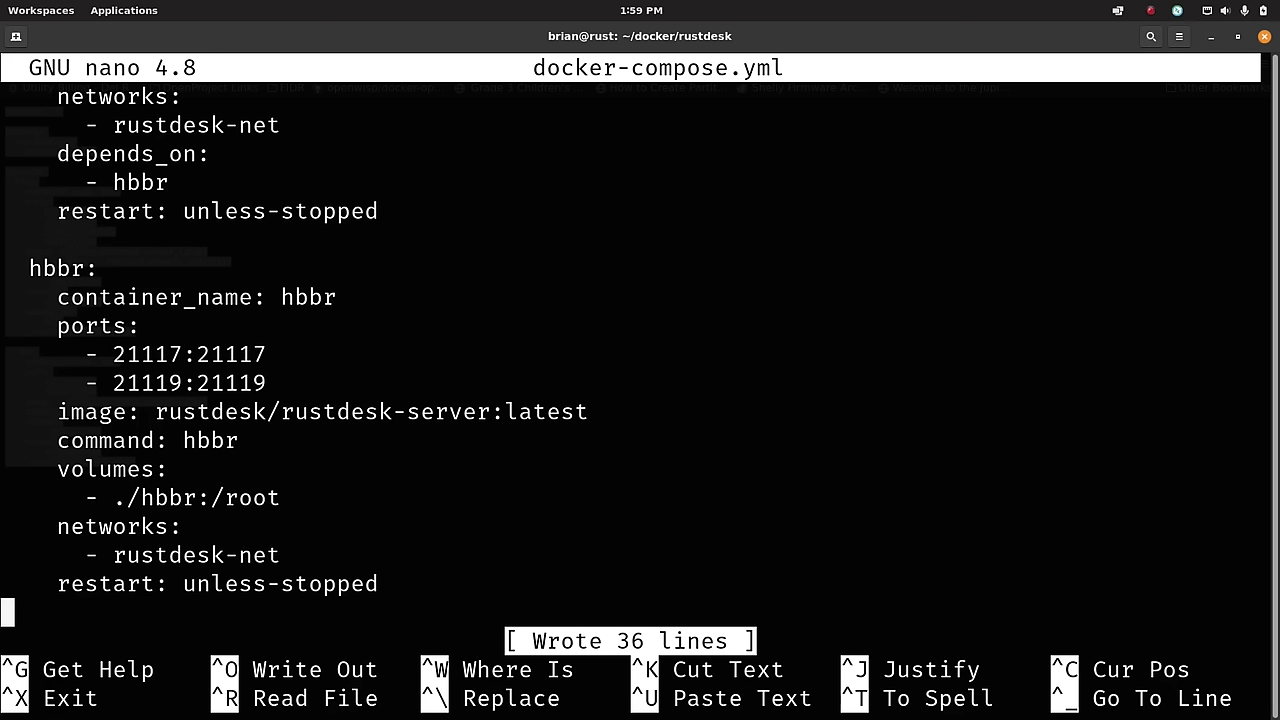 Workspaces Applications 1:59 PM
brian@rust: ~/docker/rustdesk
GNU nano 4.8 docker-compose.yml
networks:
- rustdesk-net
depends_on:
- hbbr
restart: unless-stopped
hbbr:
container_name: hbbr
ports:
- 21117:21117
- 21119:21119
image: rustdesk/rustdesk-server:latest
command: hbbr
volumes:
- ./hbbr:/root
networks:
- rustdesk-net
restart: unless-stopped
[ Wrote 36 lines ]
^G Get Help ^O Write Out ^W Where Is ^K Cut Text ^J Justify ^C Cur Pos
^X Exit ^R Read File ^\ Replace ^U Paste Text ^T To Spell ^_ Go To Line